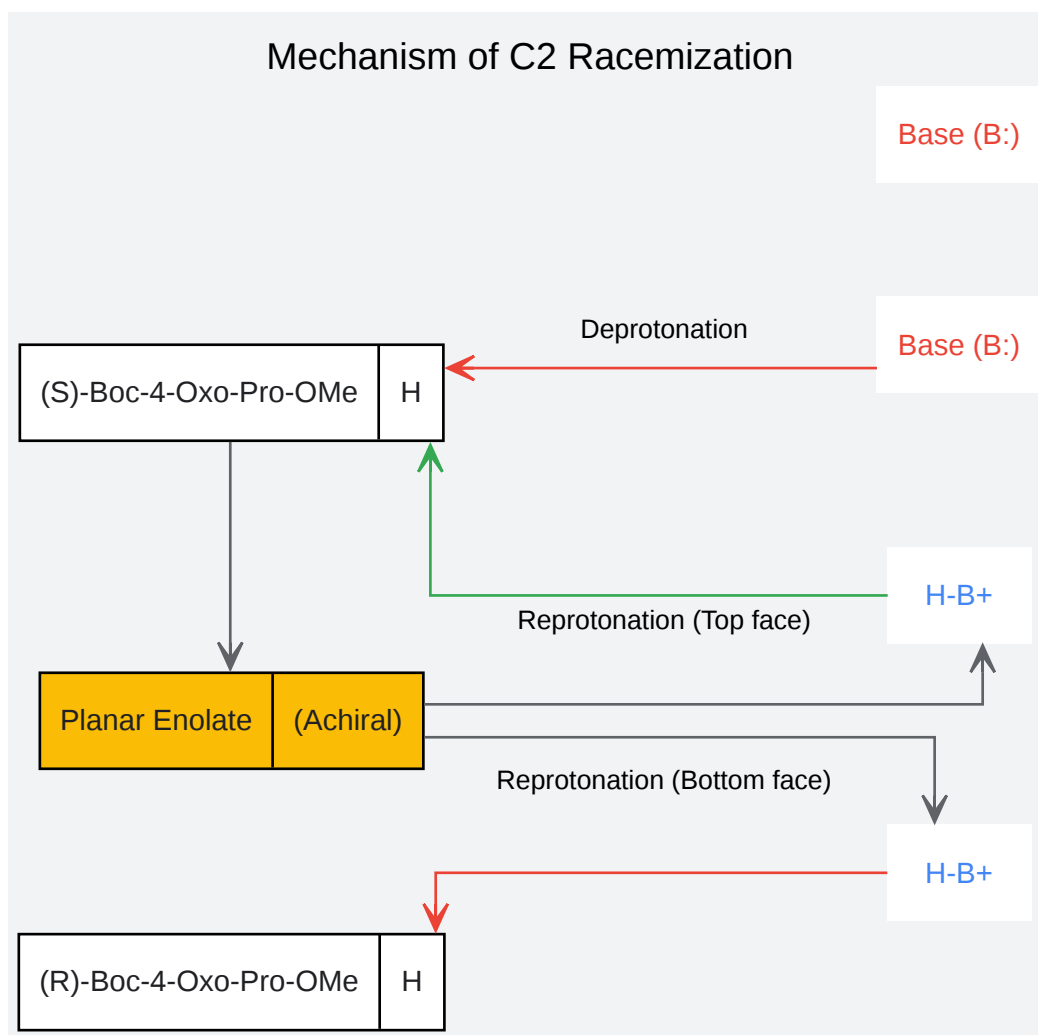 Mechanism of C2 Racemization
Base (B:)
Deprotonation
Base (B:)
(S)-Boc-4-Oxo-Pro-OMe
H
H-B+
Reprotonation (Top face)
Planar Enolate
(Achiral)
Reprotonation (Bottom face)
H-B+
(R)-Boc-4-Oxo-Pro-OMe
H